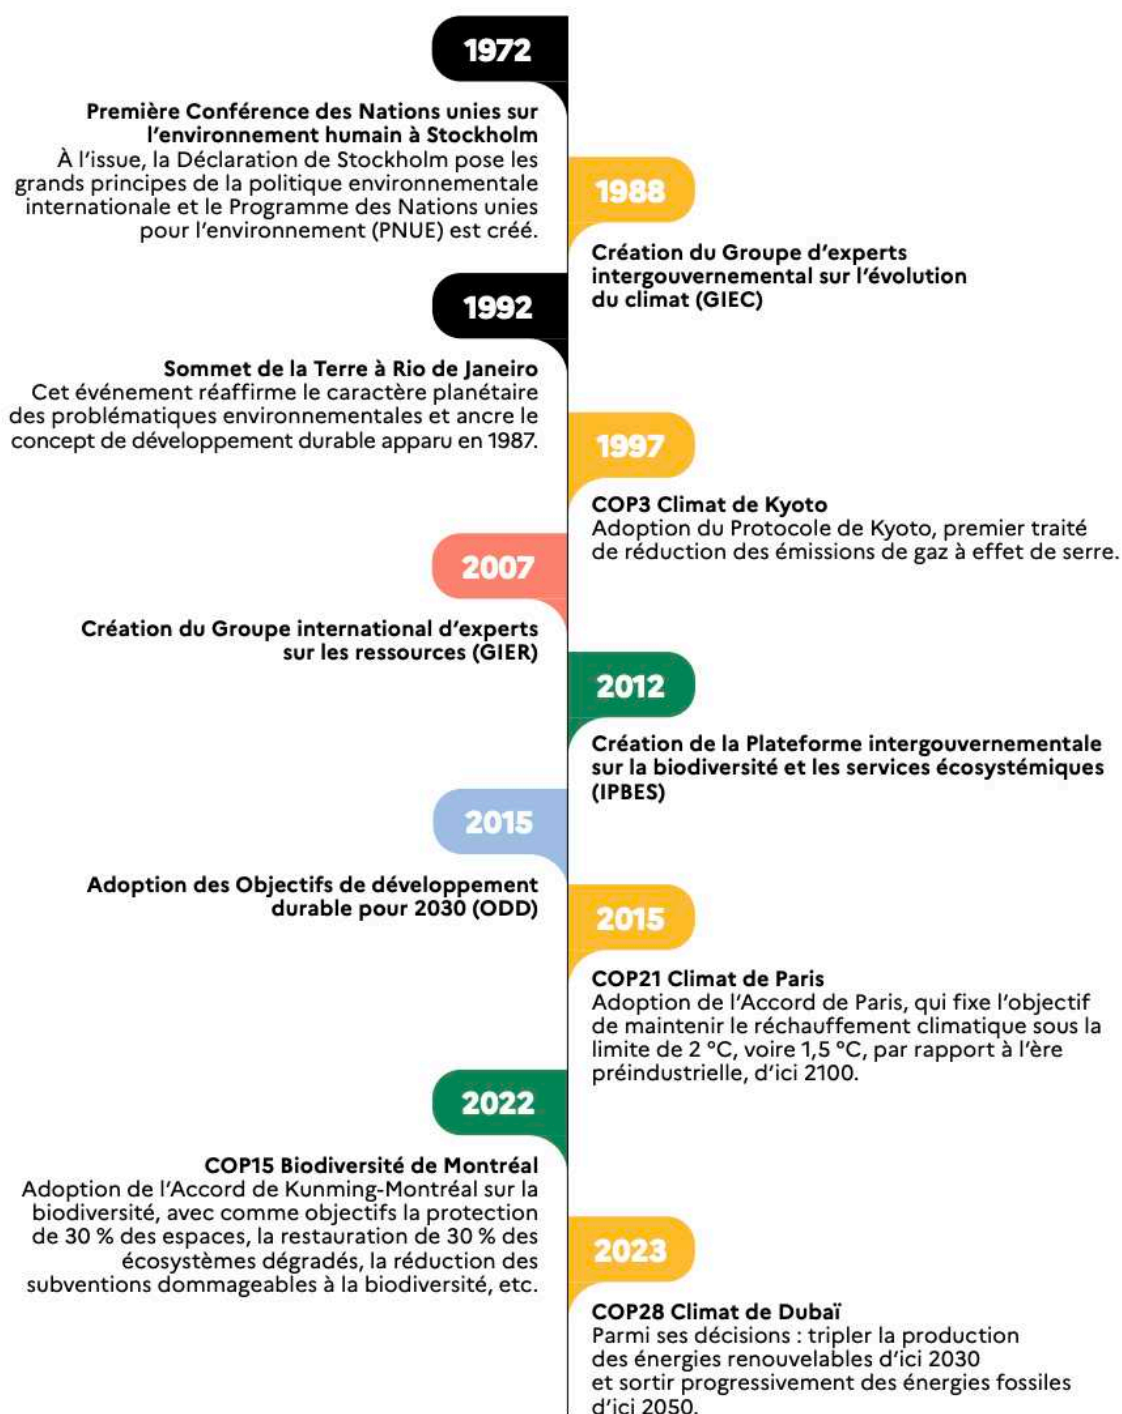 1972
Première Conférence des Nations unies sur
l’environnement humain à Stockholm
À l’issue, la Déclaration de Stockholm pose les
grands principes de la politique environnementale
internationale et le Programme des Nations unies
pour l’environnement (PNUE) est créé.
1988
Création du Groupe d’experts
intergouvernemental sur l’évolution
du climat (GIEC)
1992
Sommet de la Terre à Rio de Janeiro
Cet événement réaffirme le caractère planétaire
des problématiques environnementales et ancre le
concept de développement durable apparu en 1987.
1997
COP3 Climat de Kyoto
Adoption du Protocole de Kyoto, premier traité
de réduction des émissions de gaz à effet de serre.
2007
Création du Groupe international d’experts
sur les ressources (GIER)
2012
Création de la Plateforme intergouvernementale
sur la biodiversité et les services écosystémiques
(IPBES)
2015
Adoption des Objectifs de développement
durable pour 2030 (ODD)
2015
COP21 Climat de Paris
Adoption de l’Accord de Paris, qui fixe l’objectif
de maintenir le réchauffement climatique sous la
limite de 2 °C, voire 1,5 °C, par rapport à l’ère
préindustrielle, d’ici 2100.
2022
COP15 Biodiversité de Montréal
Adoption de l’Accord de Kunming-Montréal sur la
biodiversité, avec comme objectifs la protection
de 30 % des espaces, la restauration de 30 % des
écosystèmes dégradés, la réduction des
subventions dommageables à la biodiversité, etc.
2023
COP28 Climat de Dubaï
Parmi ses décisions : tripler la production
des énergies renouvelables d’ici 2030
et sortir progressivement des énergies fossiles
d’ici 2050.